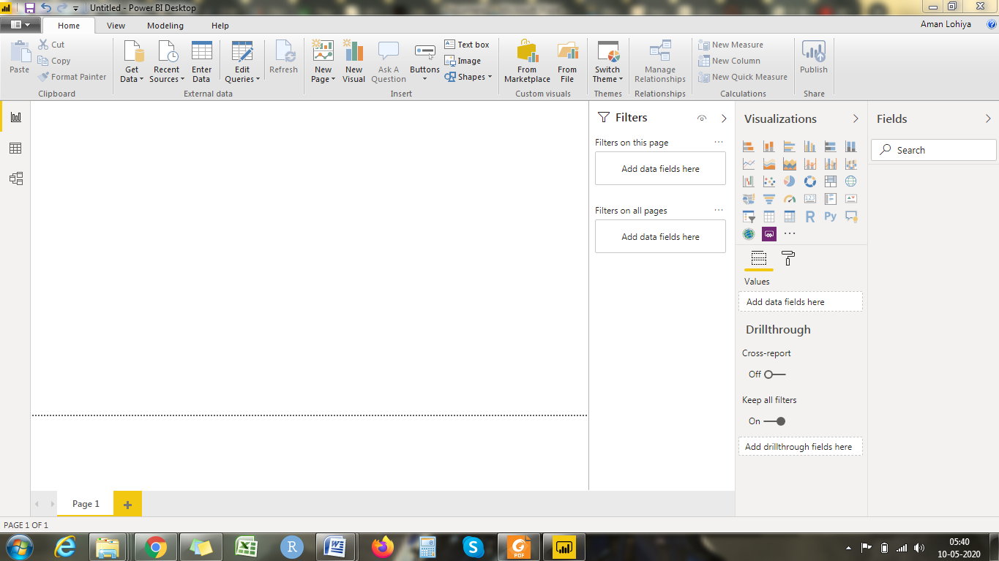 Untitled - Power BI Desktop
Home View Modeling Help
Aman Lohiya
Paste
Cut
Copy
Format Painter
Clipboard
Get Data
Recent Sources
Enter Data
Edit Queries
External data
Refresh
New Page
New Visual
Ask A Question
Buttons
Text box
Image
Shapes
Insert
From Marketplace
From File
Custom visuals
Switch Theme
Themes
Manage Relationships
Relationships
New Measure
New Column
New Quick Measure
Calculations
Publish
Share
Filters
Filters on this page
Add data fields here
Filters on all pages
Add data fields here
Visualizations
123
R
Py
Values
Add data fields here
Drillthrough
Cross-report
Off
Keep all filters
On
Add drillthrough fields here
Fields
Search
Page 1
PAGE 1 OF 1
R
PDF
05:40
10-05-2020